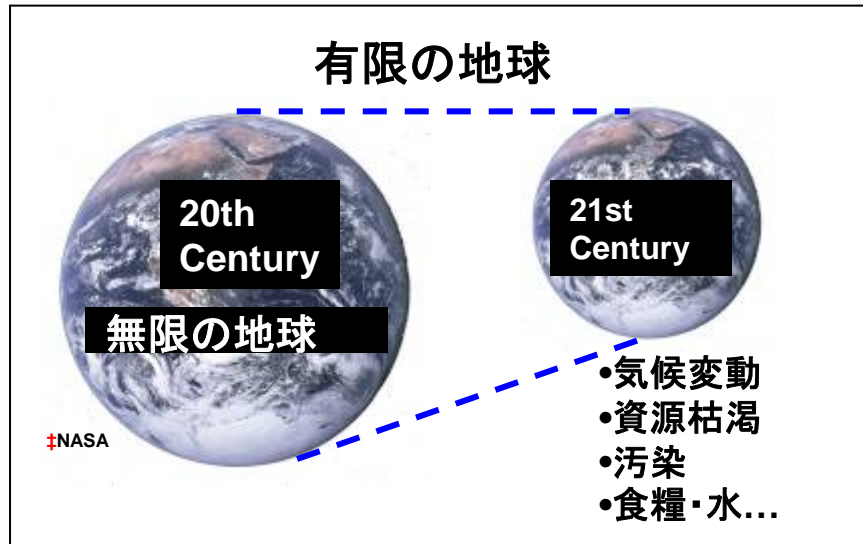 有限の地球
20th
Century
無限の地球
‡NASA
21st
Century
•気候変動
•資源枯渇
•汚染
•食糧・水...